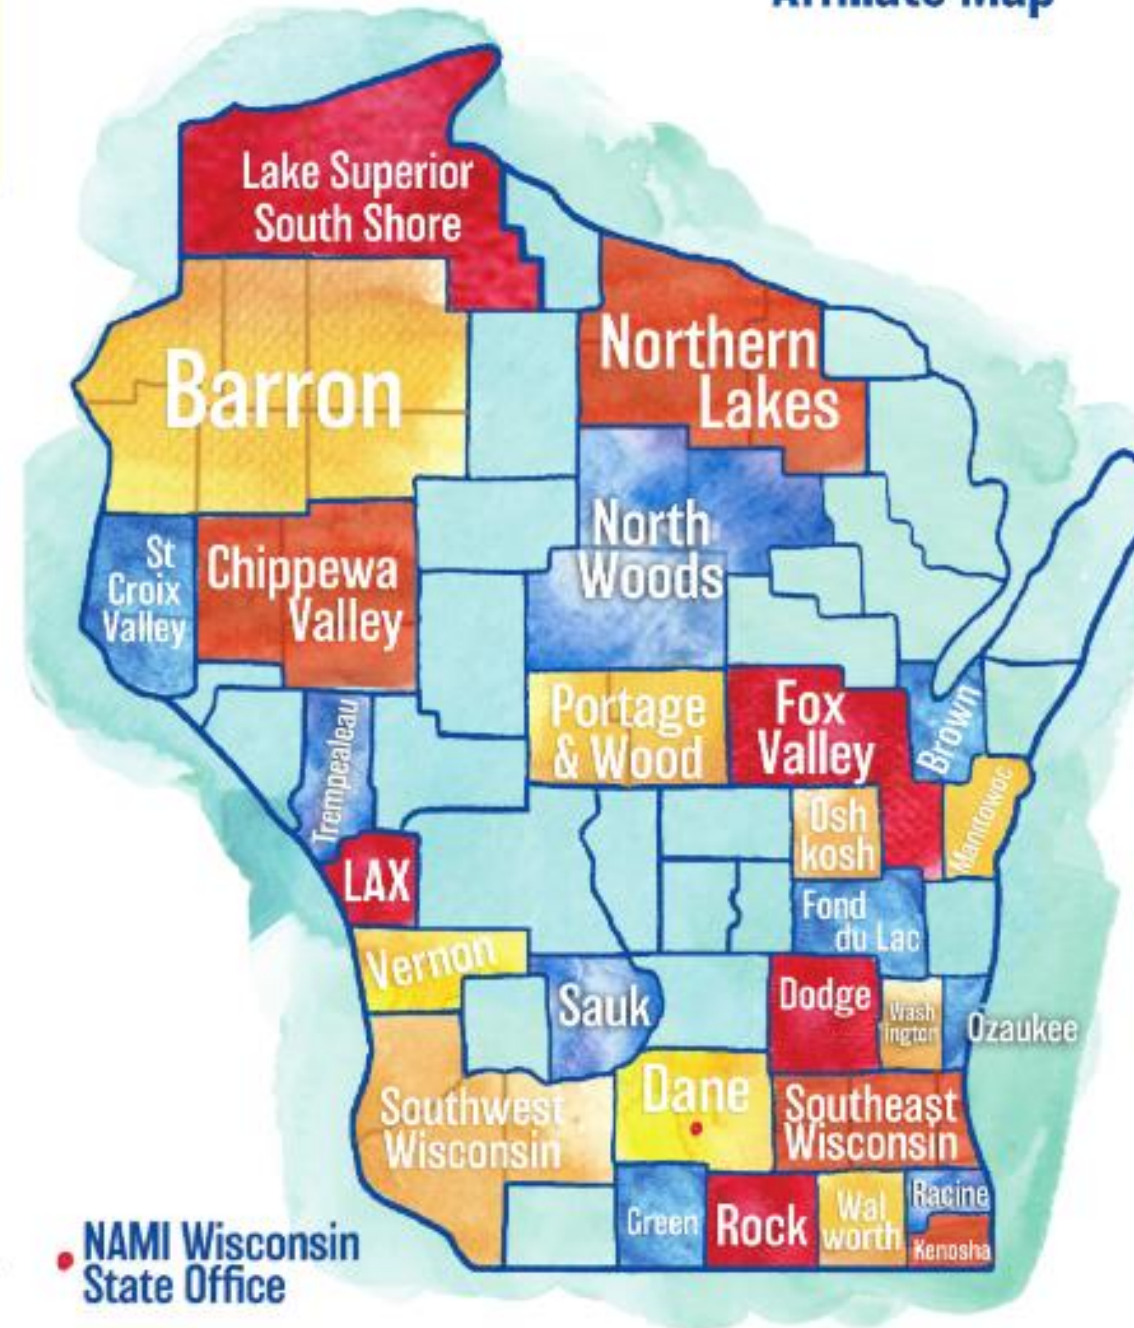 Affiliate Map
Lake Superior
South Shore
Northern
Lakes
Barron
North
Woods
St
Croix
Valley
Chippewa
Valley
Portage
& Wood
Fox
Valley
Brown
Trempealeau
Manitowoc
Osh
kosh
LAX
Fond
du Lac
Vernon
Sauk
Dodge
Wash
ington
Ozaukee
Dane
Southwest
Wisconsin
Southeast
Wisconsin
Green
Rock
Wal
worth
Racine
Kenosha
NAMI Wisconsin
State Office